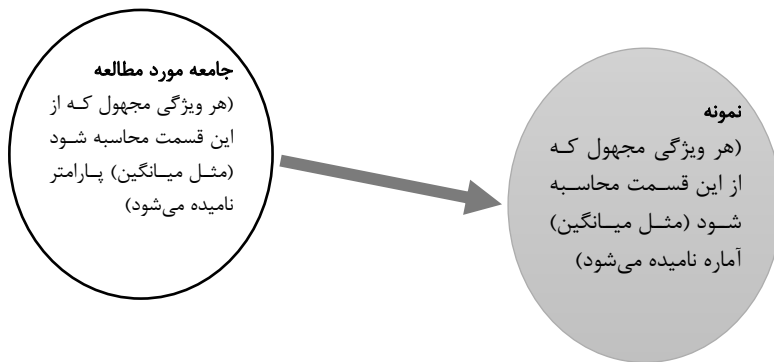 جامعه مورد مطالعه
(هر ویژگی مجهول که از
این قسمت محاسبه شود
(مثل میانگین) پارامتر
نامیده می‌شود)
نمونه
(هر ویژگی مجهول که
از این قسمت محاسبه
شود (مثل میانگین)
آماره نامیده می‌شود)